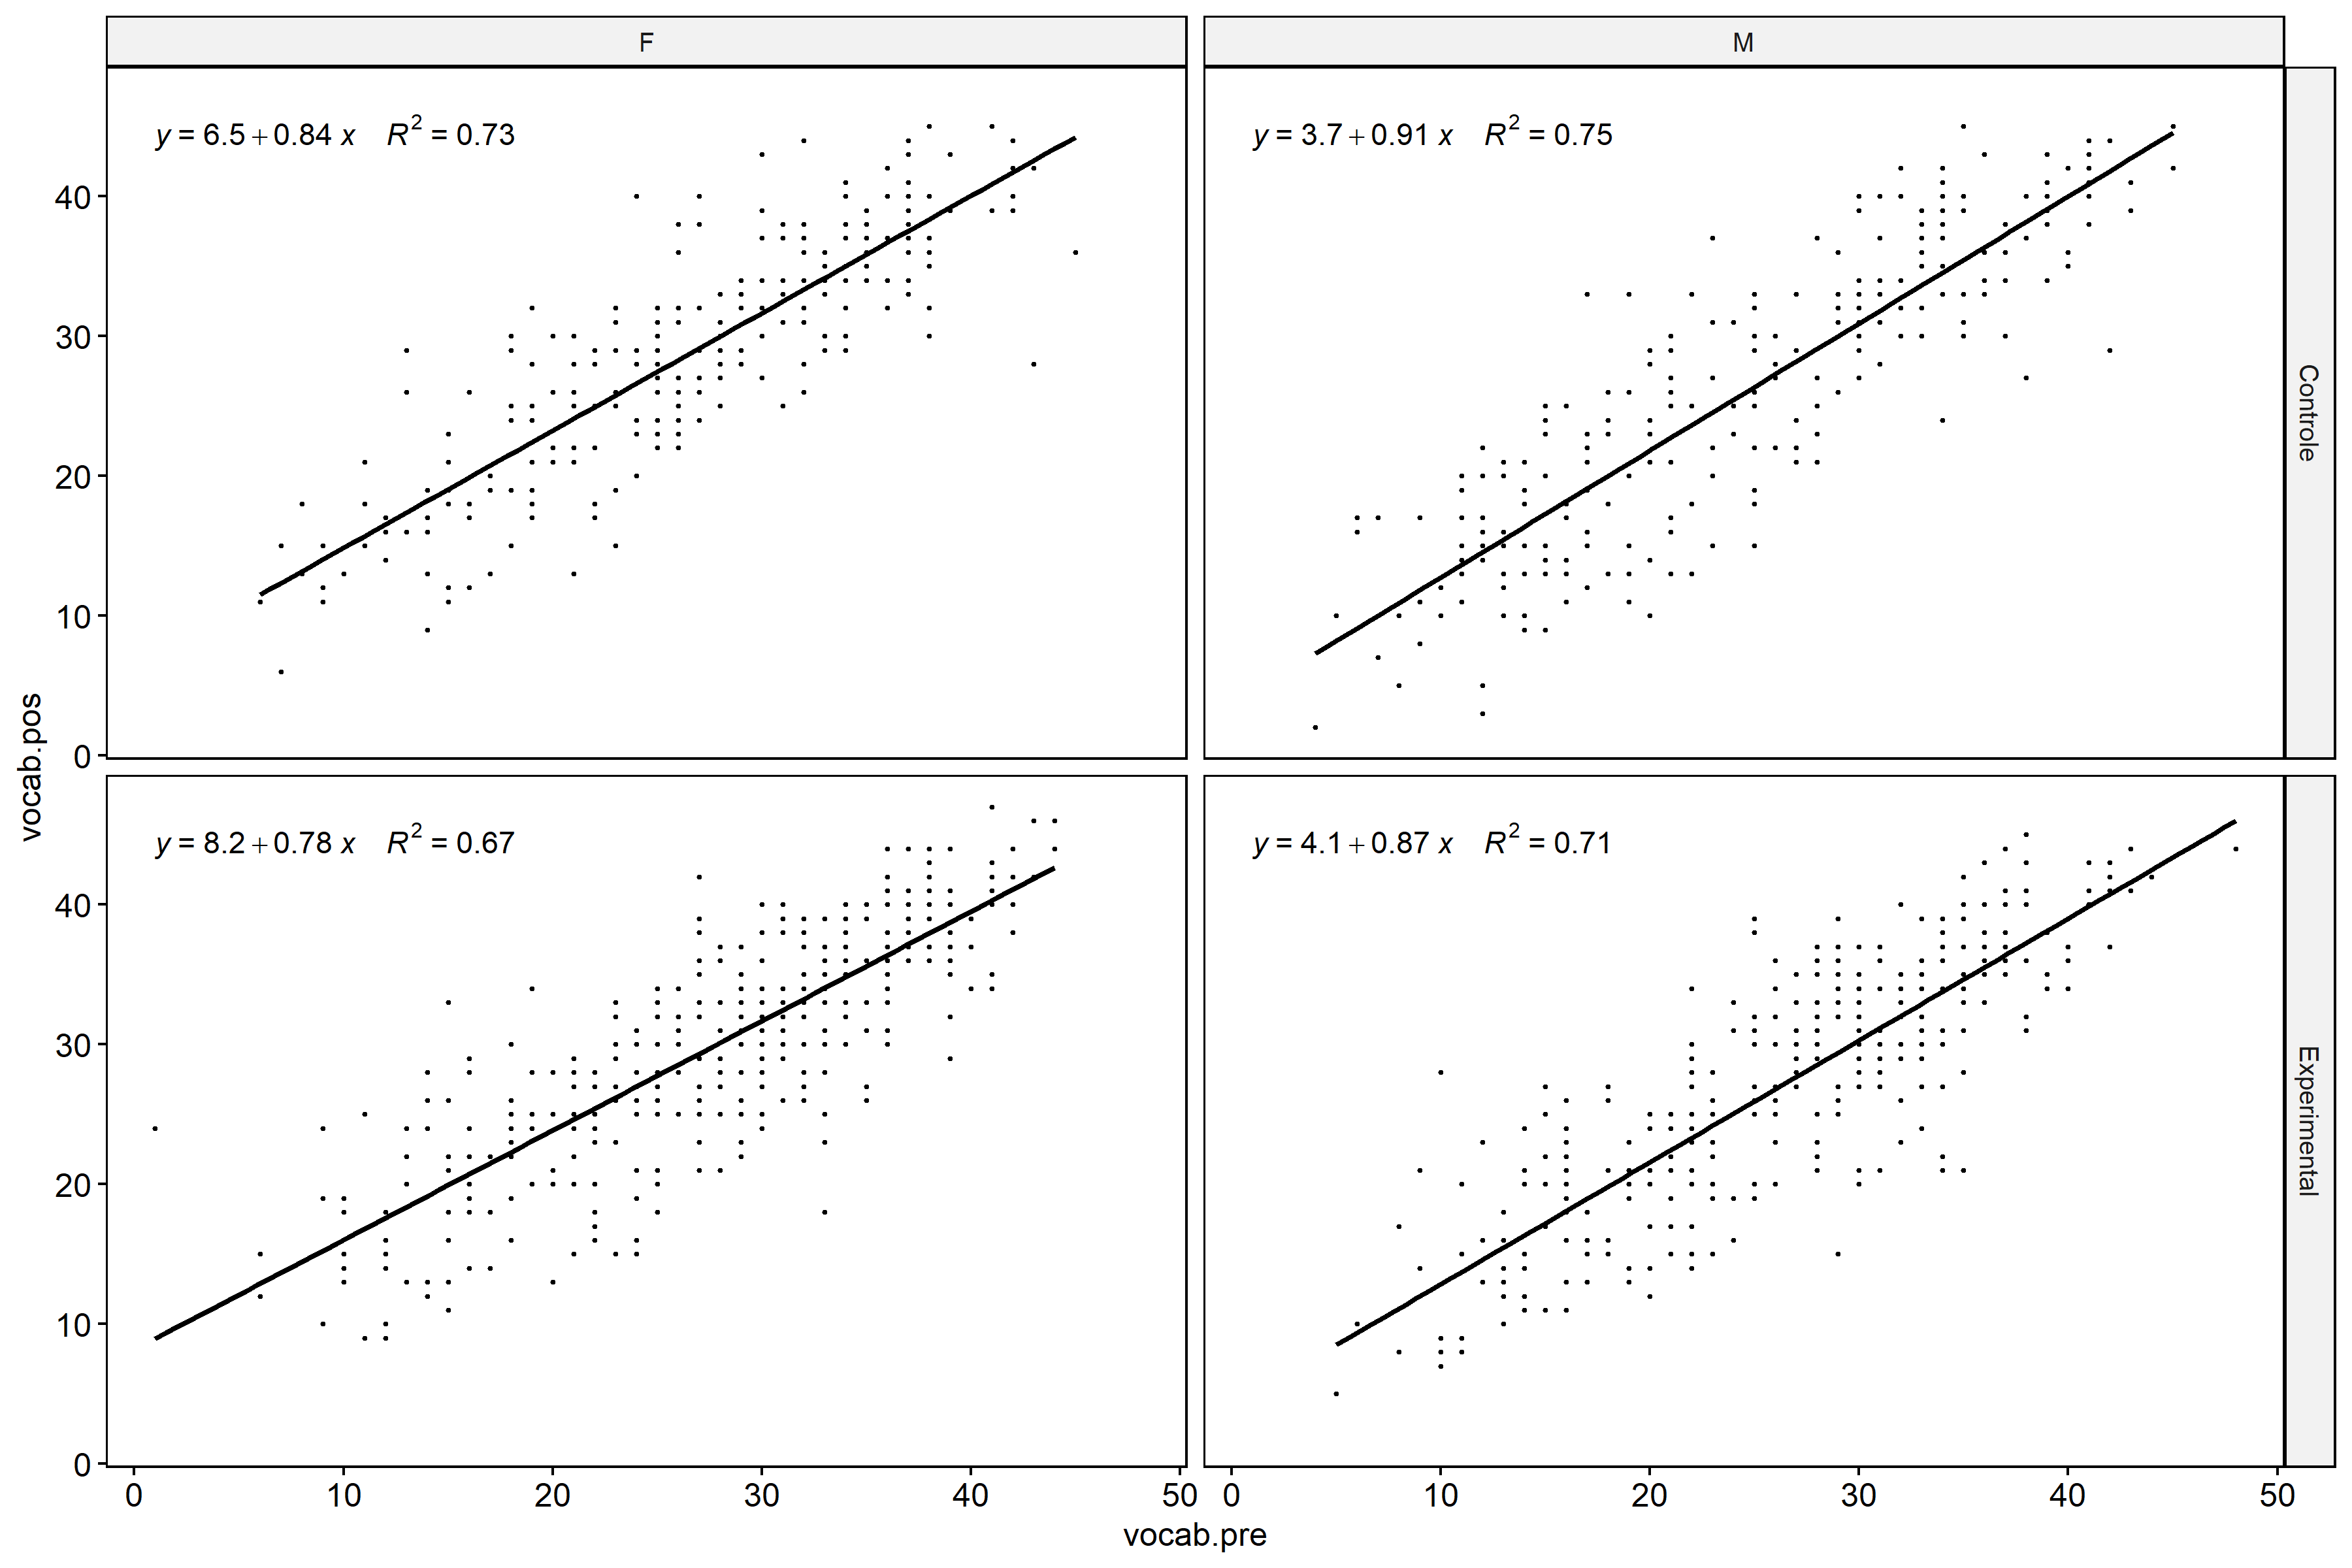 F
M
y = 6.5 + 0.84 x R² = 0.73
y = 3.7 + 0.91 x R² = 0.75
40
30
20
10
0
Controle
vocab.pos
y = 8.2 + 0.78 x R² = 0.67
y = 4.1 + 0.87 x R² = 0.71
40
30
20
10
0
Experimental
0 10 20 30 40 50
0 10 20 30 40 50
vocab.pre